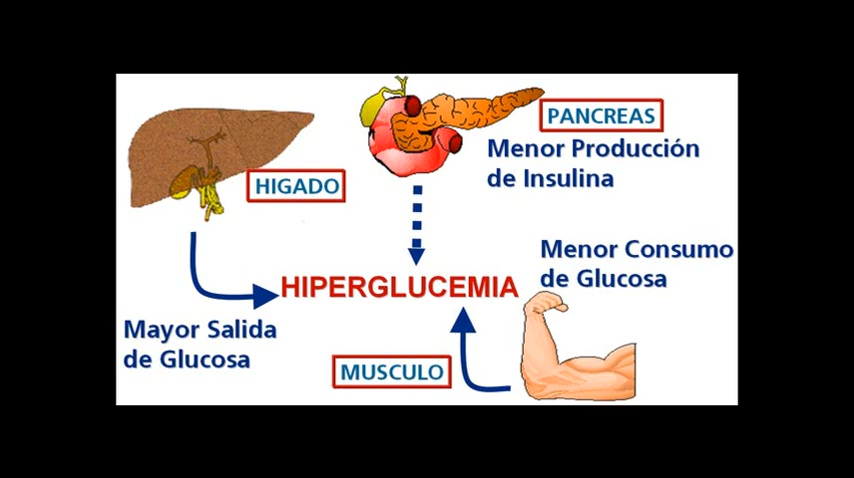 PANCREAS
Menor Producción
de Insulina
HIGADO
Menor Consumo
de Glucosa
HIPERGLUCEMIA
Mayor Salida
de Glucosa
MUSCULO